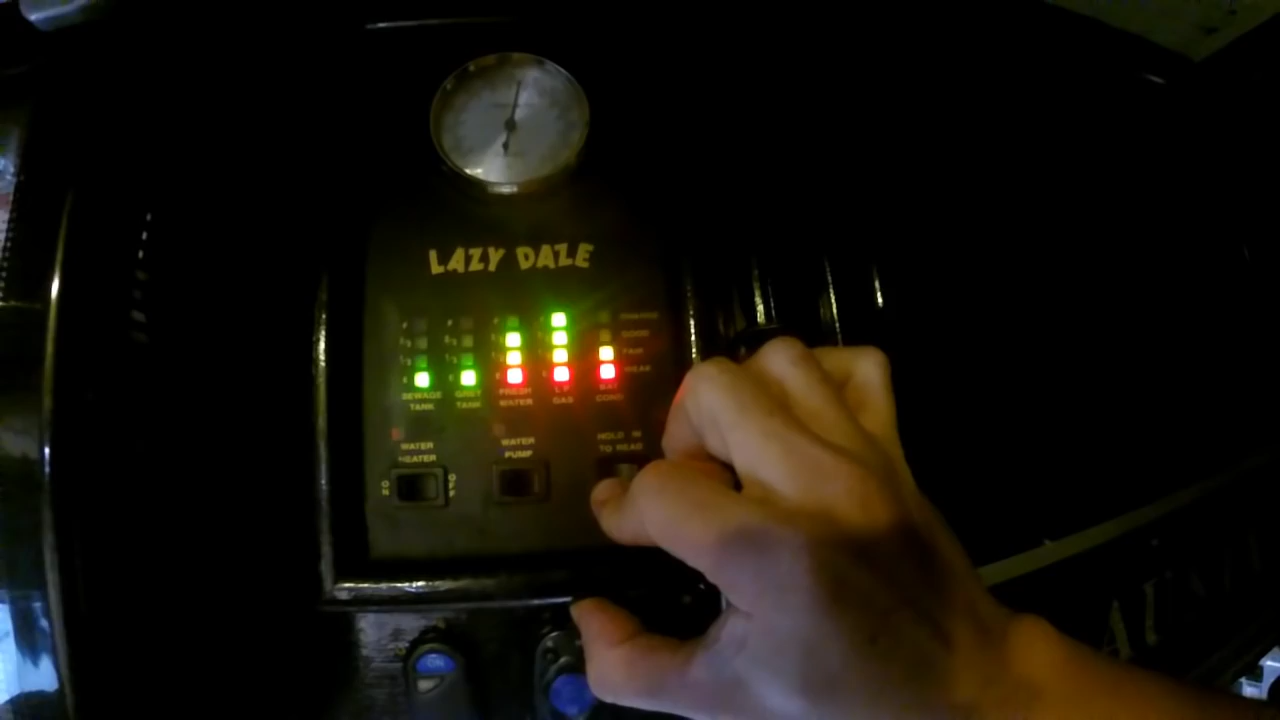 LAZY DAZE
CHARGE
GOOD
FAIR
WEAK
SEWAGE
TANK
GREY
TANK
FRESH
WATER
L P
GAS
BAT
COND
WATER
HEATER
ON
OFF
WATER
PUMP
HOLD IN
TO READ
ON